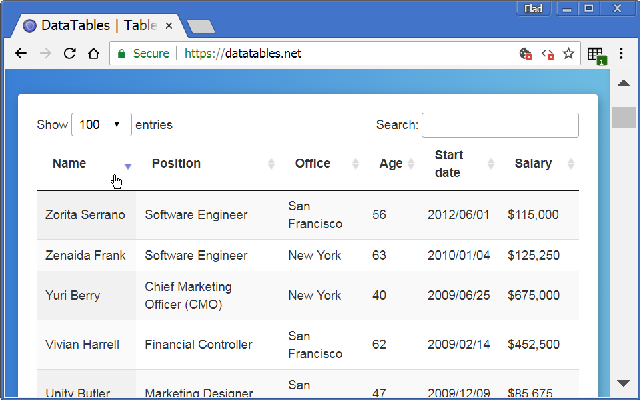 Elad
DataTables | Table
Secure https://datatables.net
1
Show 100 entries Search:
Name Position Office Age Start date Salary
Zorita Serrano Software Engineer San Francisco 56 2012/06/01 $115,000
Zenaida Frank Software Engineer New York 63 2010/01/04 $125,250
Yuri Berry Chief Marketing Officer (CMO) New York 40 2009/06/25 $675,000
Vivian Harrell Financial Controller San Francisco 62 2009/02/14 $452,500
Unity Butler Marketing Designer San 47 2009/12/09 $85,675